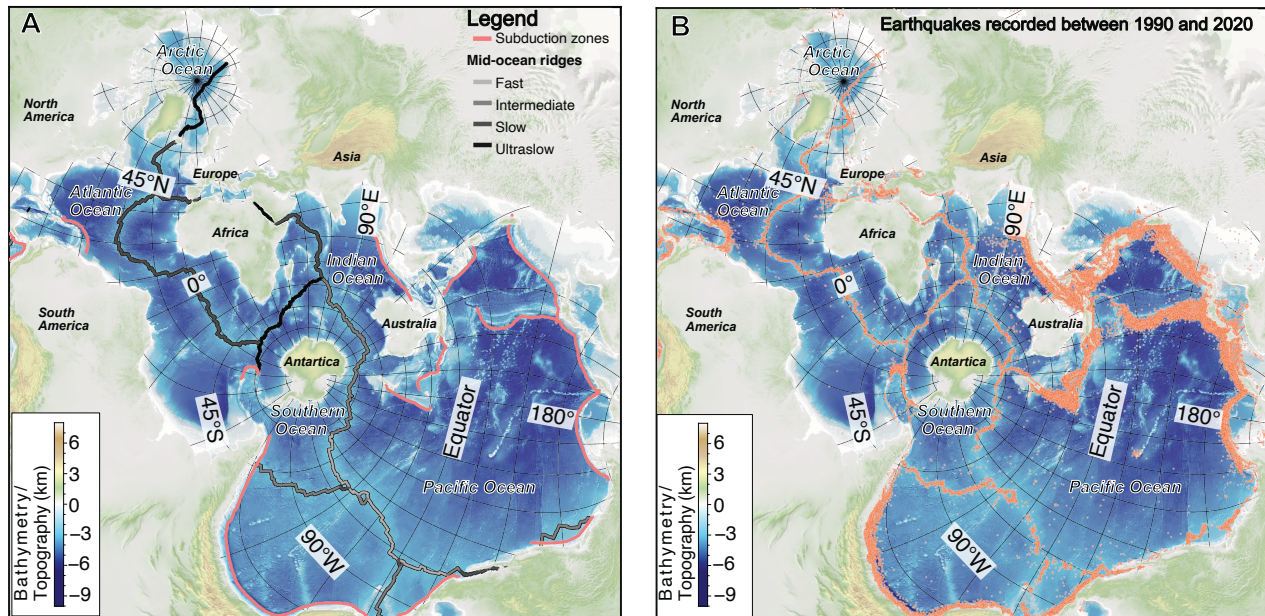 A
Legend
Subduction zones
Mid-ocean ridges
Fast
Intermediate
Slow
Ultraslow
Arctic
Ocean
North
America
Asia
45°N
Europe
Atlantic
Ocean
Africa
90°E
Indian
Ocean
0°
South
America
Australia
Antartica
45°S
Southern
Ocean
Equator
180°
Pacific Ocean
90°W
Bathymetry/
Topography (km)
6
3
0
−3
−6
−9
B
Earthquakes recorded between 1990 and 2020
Arctic
Ocean
North
America
Asia
45°N
Europe
Atlantic
Ocean
Africa
90°E
Indian
Ocean
0°
South
America
Australia
Antartica
45°S
Southern
Ocean
Equator
180°
Pacific Ocean
90°W
Bathymetry/
Topography (km)
6
3
0
−3
−6
−9